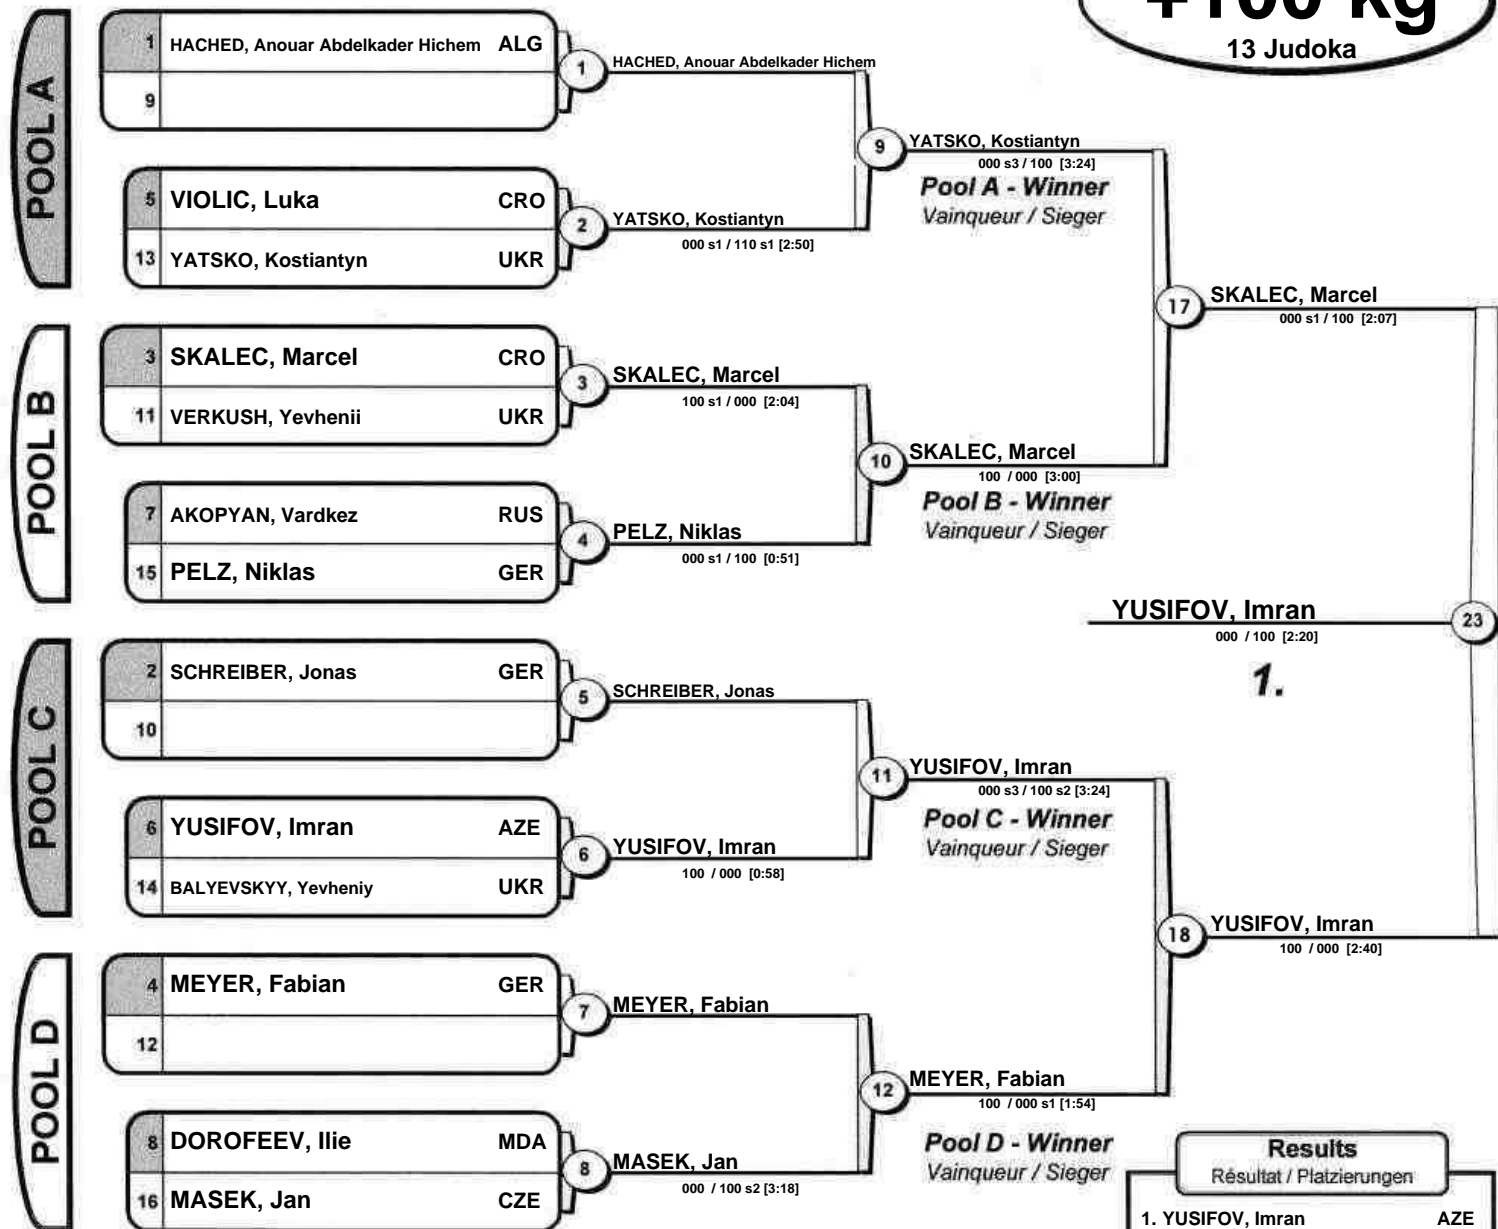 +100 kg
13 Judoka
POOL A
1 HACHED, Anouar Abdelkader Hichem ALG
9
1 HACHED, Anouar Abdelkader Hichem
5 VIOLIC, Luka CRO
13 YATSKO, Kostiantyn UKR
2 YATSKO, Kostiantyn
000 s1 / 110 s1 [2:50]
9 YATSKO, Kostiantyn
000 s3 / 100 [3:24]
Pool A - Winner
Vainqueur / Sieger
POOL B
3 SKALEC, Marcel CRO
11 VERKUSH, Yevhenii UKR
3 SKALEC, Marcel
100 s1 / 000 [2:04]
7 AKOPYAN, Vardkez RUS
15 PELZ, Niklas GER
4 PELZ, Niklas
000 s1 / 100 [0:51]
10 SKALEC, Marcel
100 / 000 [3:00]
Pool B - Winner
Vainqueur / Sieger
17 SKALEC, Marcel
000 s1 / 100 [2:07]
YUSIFOV, Imran 23
000 / 100 [2:20]
1.
POOL C
2 SCHREIBER, Jonas GER
10
5 SCHREIBER, Jonas
6 YUSIFOV, Imran AZE
14 BALYEVSKYY, Yevheniy UKR
6 YUSIFOV, Imran
100 / 000 [0:58]
11 YUSIFOV, Imran
000 s3 / 100 s2 [3:24]
Pool C - Winner
Vainqueur / Sieger
18 YUSIFOV, Imran
100 / 000 [2:40]
POOL D
4 MEYER, Fabian GER
12
7 MEYER, Fabian
8 DOROFEEV, Ilie MDA
16 MASEK, Jan CZE
8 MASEK, Jan
000 / 100 s2 [3:18]
12 MEYER, Fabian
100 / 000 s1 [1:54]
Pool D - Winner
Vainqueur / Sieger
Results
Résultat / Platzierungen
1. YUSIFOV, Imran AZE